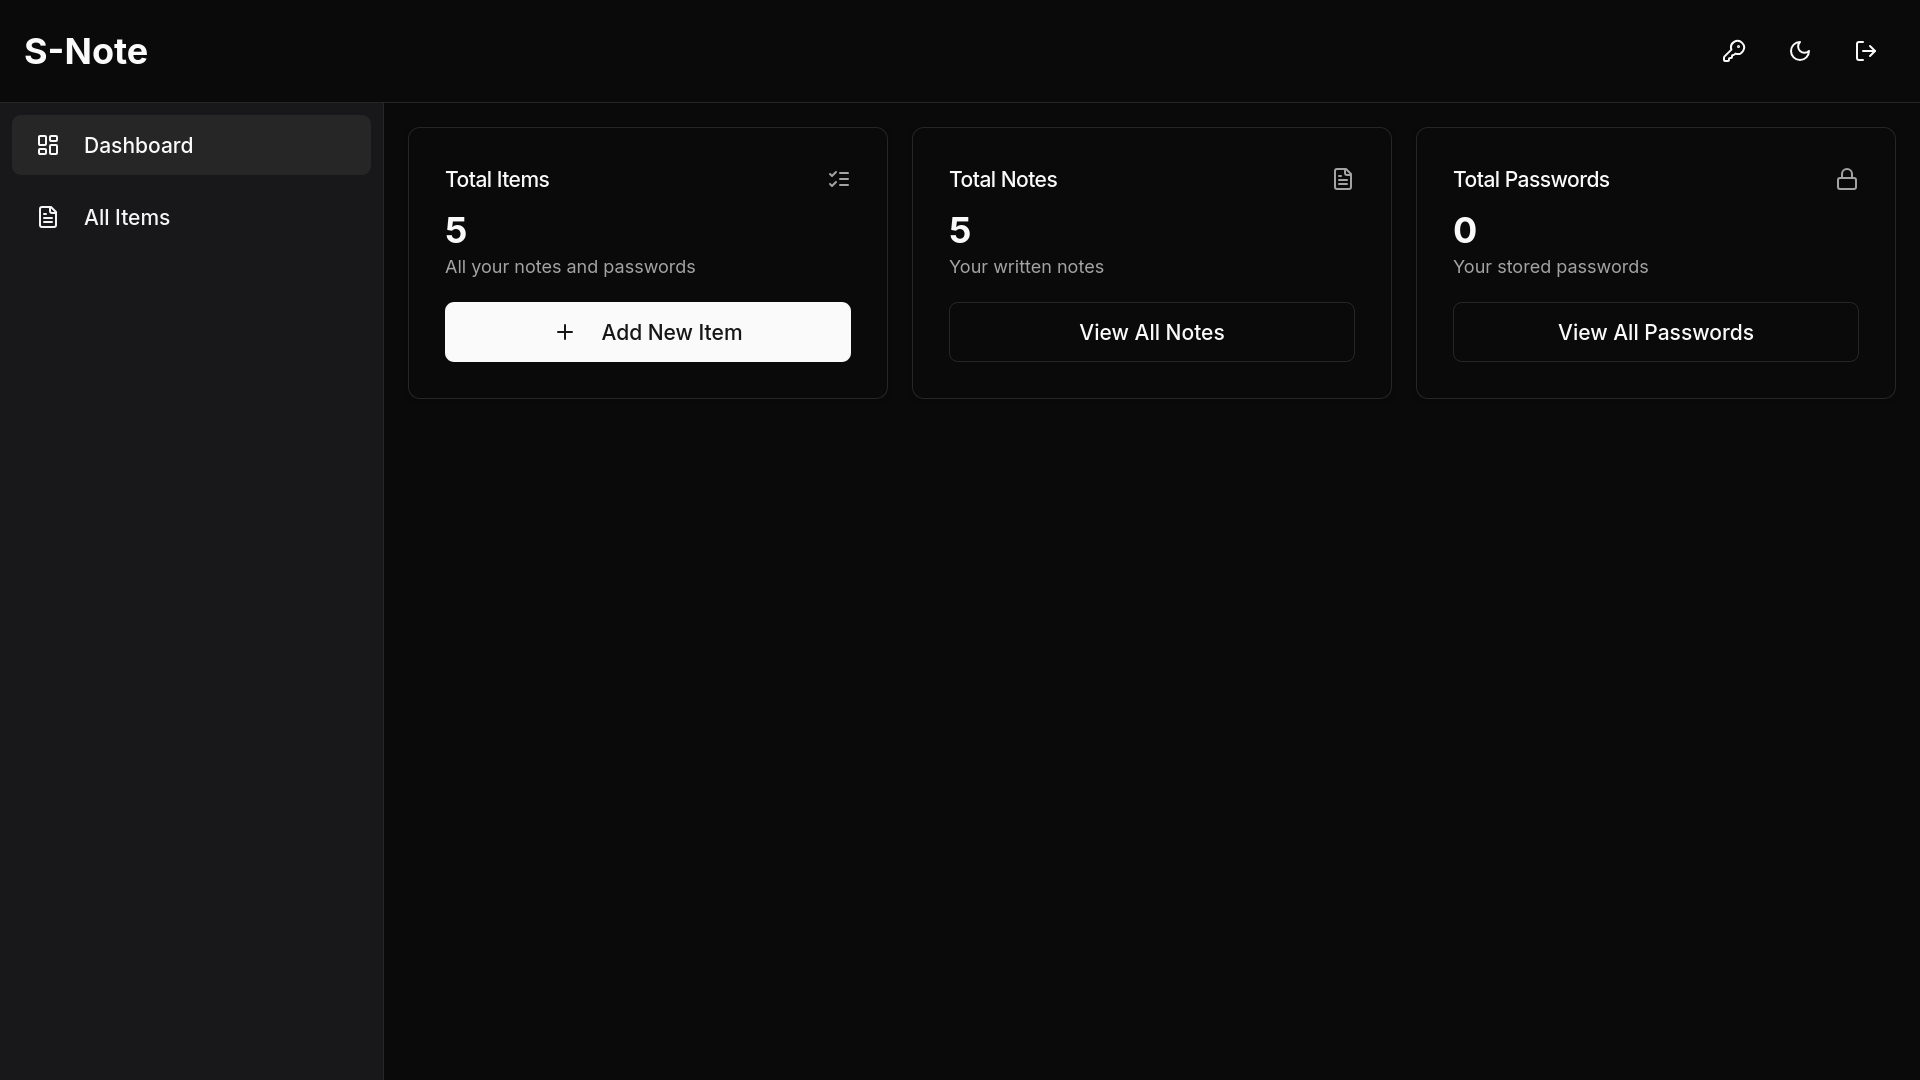 S-Note
Dashboard
All Items
Total Items
5
All your notes and passwords
Add New Item
Total Notes
5
Your written notes
View All Notes
Total Passwords
0
Your stored passwords
View All Passwords